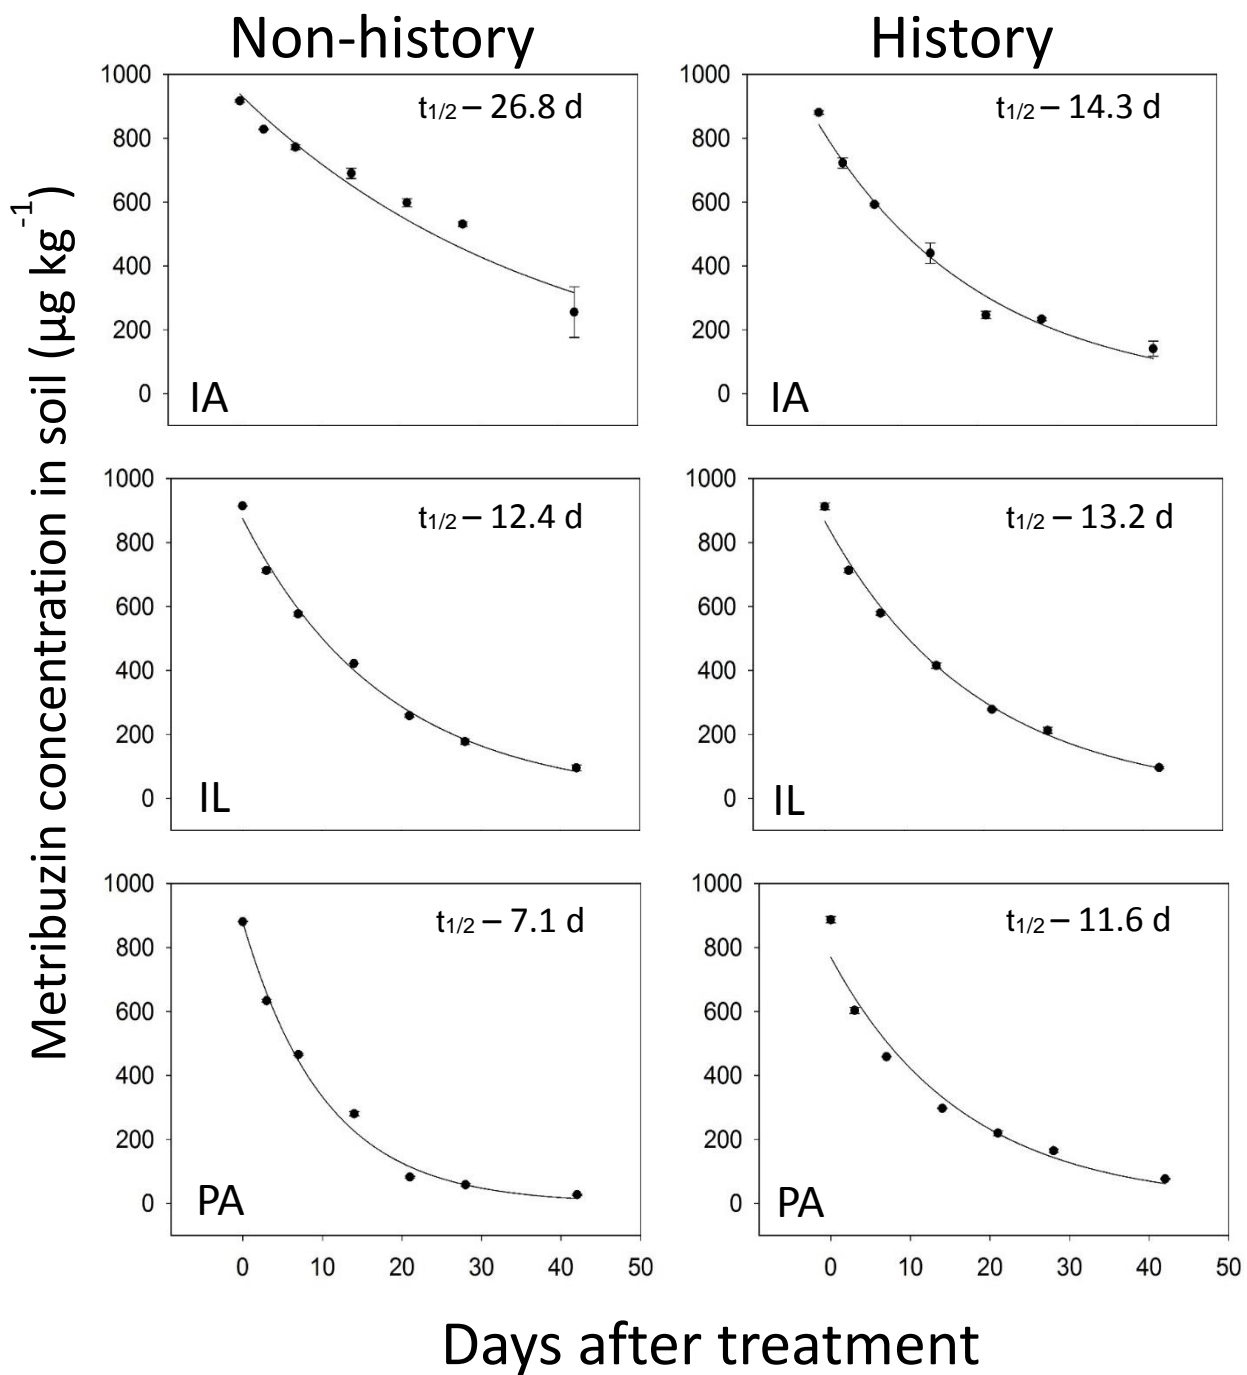 Non-history
History
Metribuzin concentration in soil (µg kg⁻¹)
1000
800
600
400
200
0
t1/2 – 26.8 d
IA
1000
800
600
400
200
0
t1/2 – 14.3 d
IA
1000
800
600
400
200
0
t1/2 – 12.4 d
IL
1000
800
600
400
200
0
t1/2 – 13.2 d
IL
1000
800
600
400
200
0
t1/2 – 7.1 d
PA
0 10 20 30 40 50
1000
800
600
400
200
0
t1/2 – 11.6 d
PA
0 10 20 30 40 50
Days after treatment